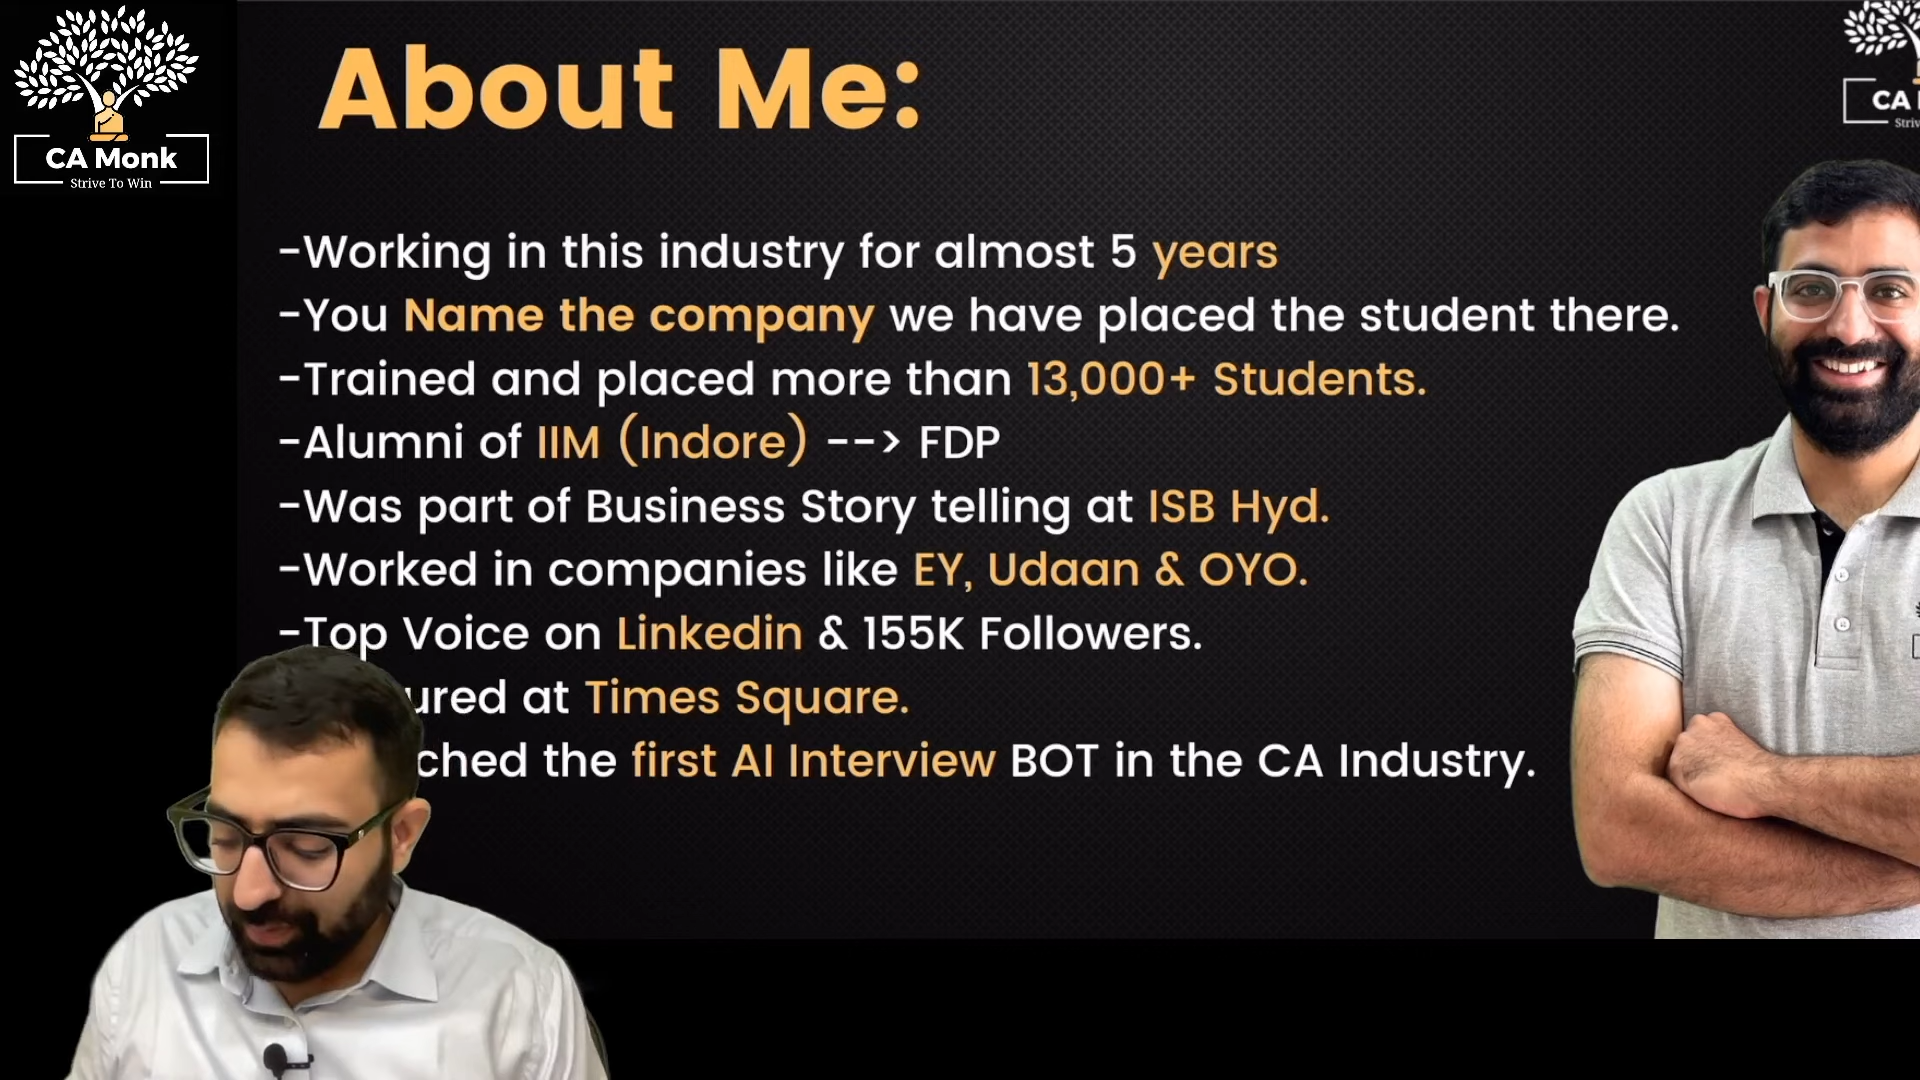 CA Monk
Strive To Win
About Me:
-Working in this industry for almost 5 years
-You Name the company we have placed the student there.
-Trained and placed more than 13,000+ Students.
-Alumni of IIM (Indore) --> FDP
-Was part of Business Story telling at ISB Hyd.
-Worked in companies like EY, Udaan & OYO.
-Top Voice on Linkedin & 155K Followers.
at Times Square.
the first AI Interview BOT in the CA Industry.
CA